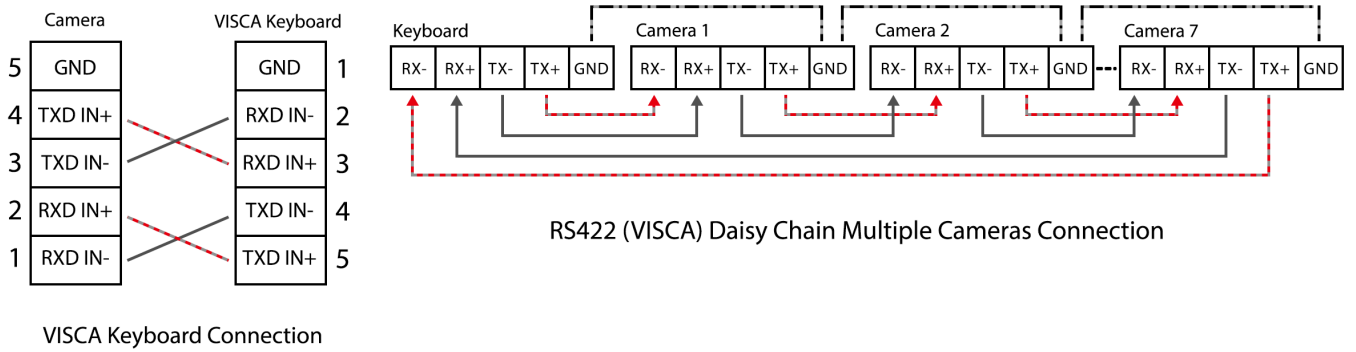 Camera VISCA Keyboard
5 GND GND 1
4 TXD IN+ RXD IN- 2
3 TXD IN- RXD IN+ 3
2 RXD IN+ TXD IN- 4
1 RXD IN- TXD IN+ 5
VISCA Keyboard Connection
Keyboard Camera 1 Camera 2 Camera 7
RX- RX+ TX- TX+ GND RX- RX+ TX- TX+ GND RX- RX+ TX- TX+ GND RX- RX+ TX- TX+ GND
RS422 (VISCA) Daisy Chain Multiple Cameras Connection